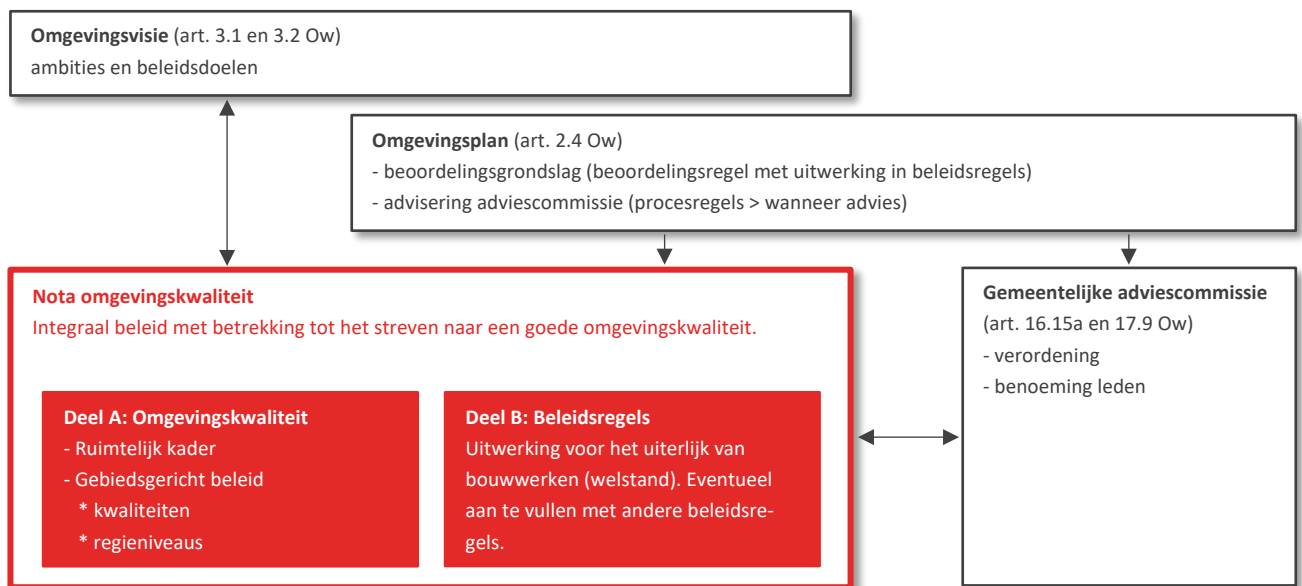 Omgevingsvisie (art. 3.1 en 3.2 Ow)
ambities en beleidsdoelen
Omgevingsplan (art. 2.4 Ow)
- beoordelingsgrondslag (beoordelingsregel met uitwerking in beleidsregels)
- advisering adviescommissie (procesregels > wanneer advies)
Nota omgevingskwaliteit
Integraal beleid met betrekking tot het streven naar een goede omgevingskwaliteit.
Deel A: Omgevingskwaliteit
- Ruimtelijk kader
- Gebiedsgericht beleid
* kwaliteiten
* regieniveaus
Deel B: Beleidsregels
Uitwerking voor het uiterlijk van
bouwwerken (welstand). Eventueel
aan te vullen met andere beleidsre-
gels.
Gemeentelijke adviescommissie
(art. 16.15a en 17.9 Ow)
- verordening
- benoeming leden